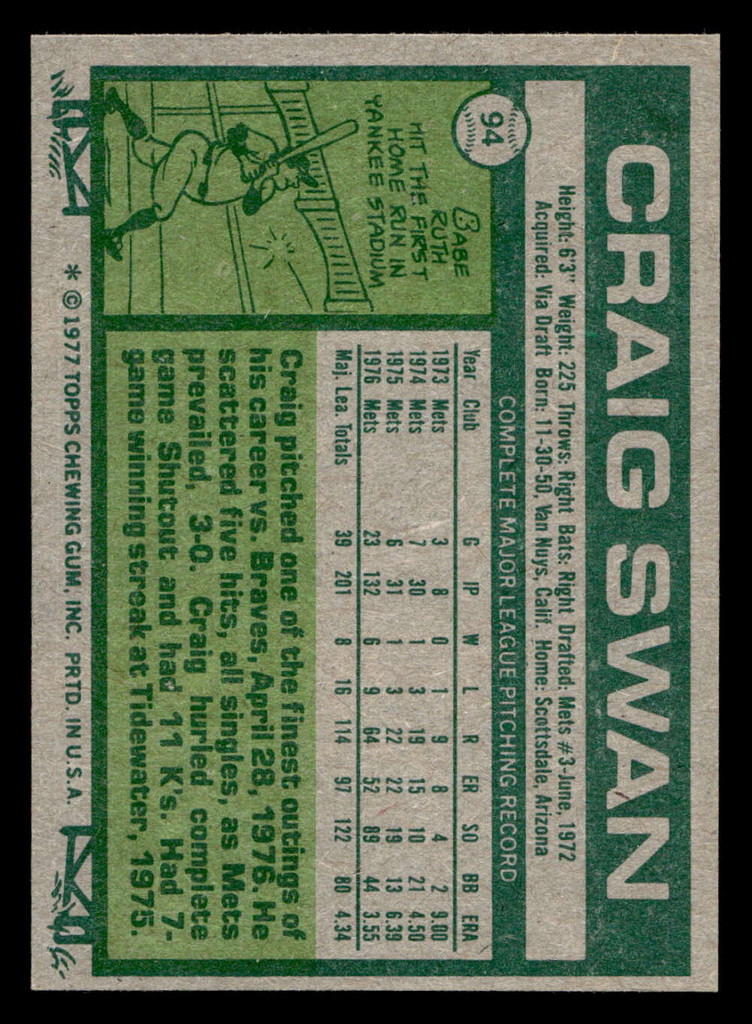 94
CRAIG SWAN
Height: 6'3" Weight: 225 Throws: Right Bats: Right Drafted: Mets #3-June, 1972
Acquired: Via Draft Born: 11-30-50, Van Nuys, Calif. Home: Scottsdale, Arizona
BABE
RUTH
HIT THE FIRST
HOME RUN IN
YANKEE STADIUM
COMPLETE MAJOR LEAGUE PITCHING RECORD
Year Club G IP W L R ER SO BB ERA
1973 Mets 3 8 0 1 9 8 4 2 9.00
1974 Mets 7 30 1 3 19 15 10 21 4.50
1975 Mets 6 31 1 3 22 22 19 13 6.39
1976 Mets 23 132 6 9 64 52 89 44 3.55
Maj. Lea. Totals 39 201 8 16 114 97 122 80 4.34
Craig pitched one of the finest outings of
his career vs. Braves, April 28, 1976. He
scattered five hits, all singles, as Mets
prevailed, 3-0. Craig hurled complete
game Shutout and had 11 K's. Had 7-
game winning streak at Tidewater, 1975.
* © 1977 TOPPS CHEWING GUM, INC. PRTD. IN U.S.A.